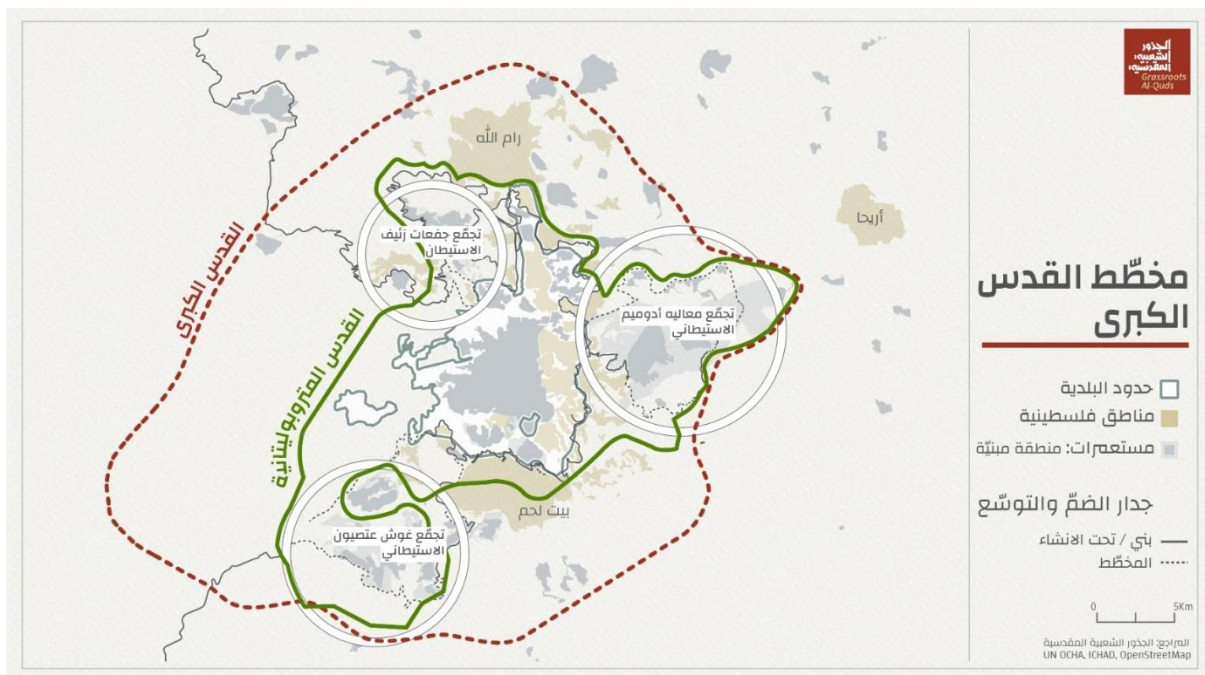 الجذور
الشعبية
المقدسية
Grassroots
Al-Quds
مخطّط القدس
الكبرى
حدود البلدية
مناطق فلسطينية
مستعمرات: منطقة مبنيّة
جدار الضمّ والتوسّع
بني / تحت الانشاء
المخطّط
0 5Km
المراجع: الجذور الشعبية المقدسية
UN OCHA, ICHAD, OpenStreetMap
رام الله
أريحا
القدس الكبرى
تجمّع جفعات زئيف
الاستيطان
تجمّع معاليه أدوميم
الاستيطاني
القدس المتروبوليتانية
بيت لحم
تجمّع غوش عتصيون
الاستيطاني